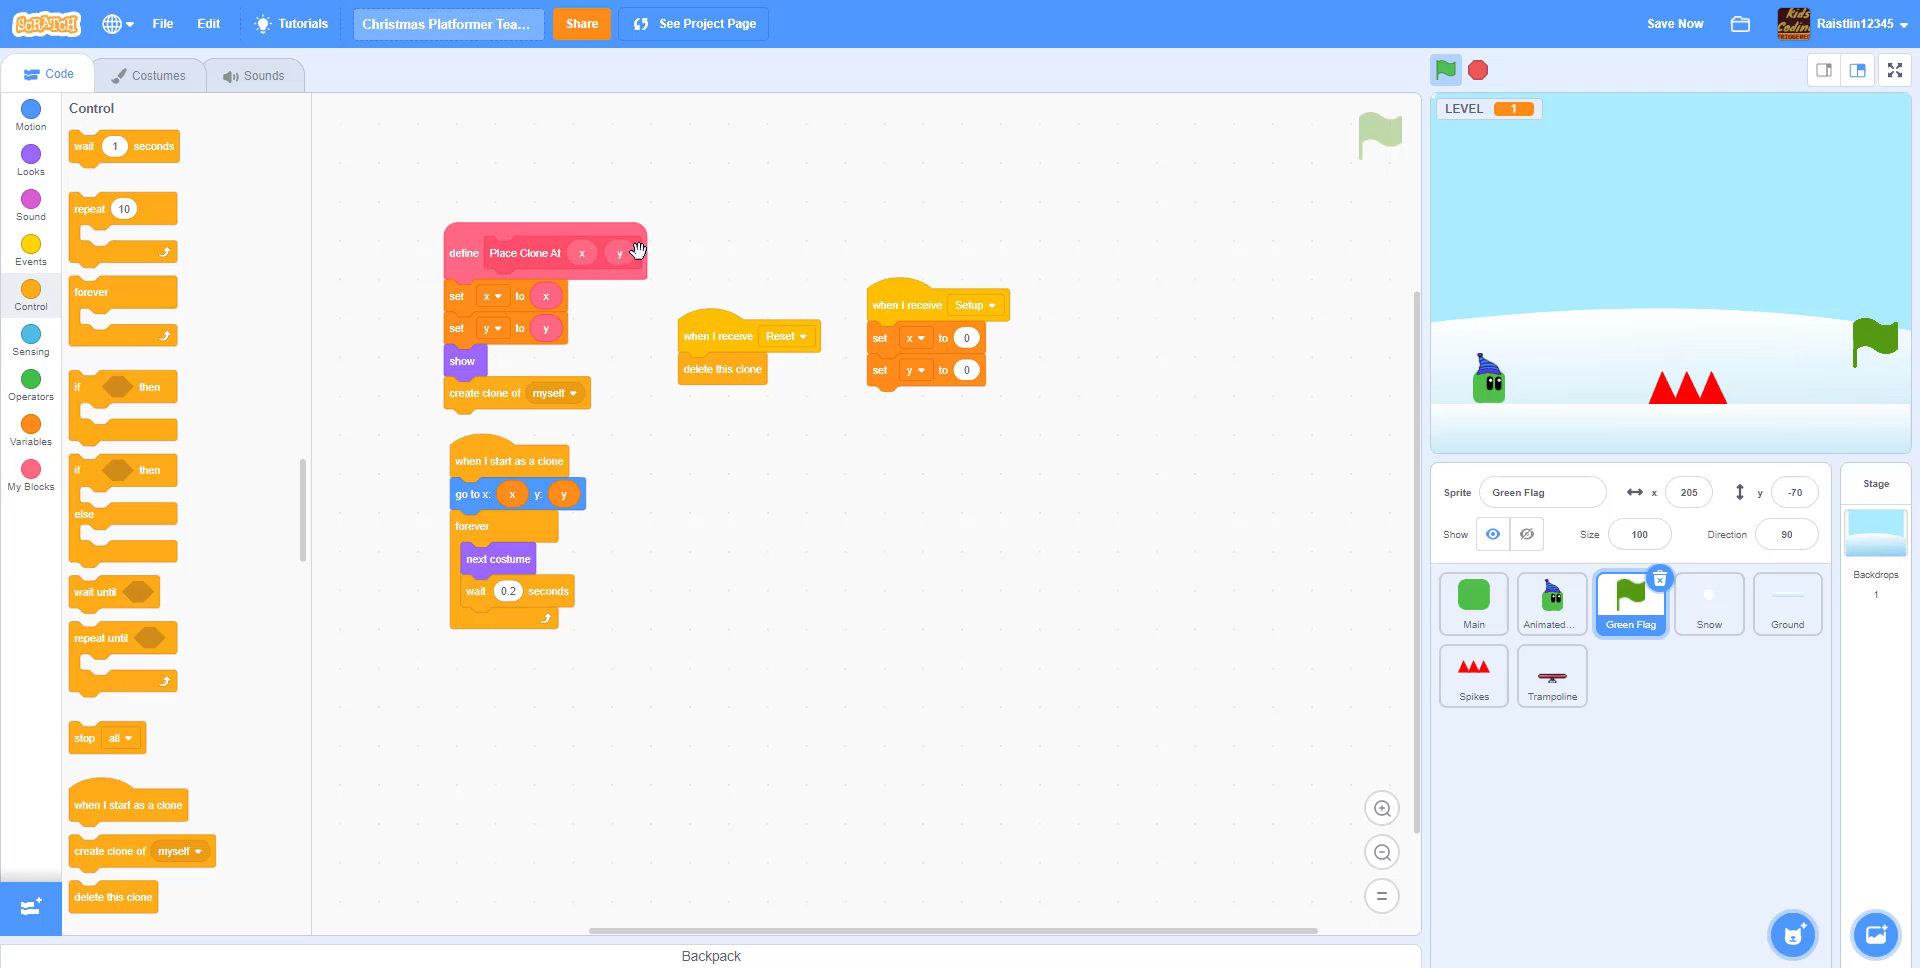 SCRATCH File Edit Tutorials Christmas Platformer Tea... Share See Project Page Save Now Raistlin12345
Code Costumes Sounds
Motion
Looks
Sound
Events
Control
Sensing
Operators
Variables
My Blocks
Control
wait 1 seconds
repeat 10
forever
if then
if then
else
wait until
repeat until
stop all
when I start as a clone
create clone of myself
delete this clone
define Place Clone At x y
set x to x
set y to y
show
create clone of myself
when I start as a clone
go to x: x y: y
forever
next costume
wait 0.2 seconds
when I receive Reset
delete this clone
when I receive Setup
set x to 0
set y to 0
Backpack
LEVEL 1
Sprite Green Flag x 205 y -70
Show Size 100 Direction 90
Main Animated... Green Flag Snow Ground
Spikes Trampoline
Stage
Backdrops
1